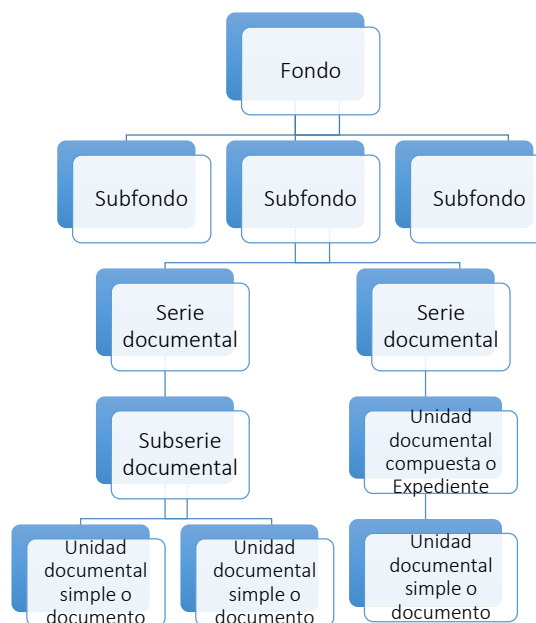 Fondo
Subfondo
Subfondo
Subfondo
Serie
documental
Serie
documental
Subserie
documental
Unidad
documental
compuesta o
Expediente
Unidad
documental
simple o
documento
Unidad
documental
simple o
documento
Unidad
documental
simple o
documento